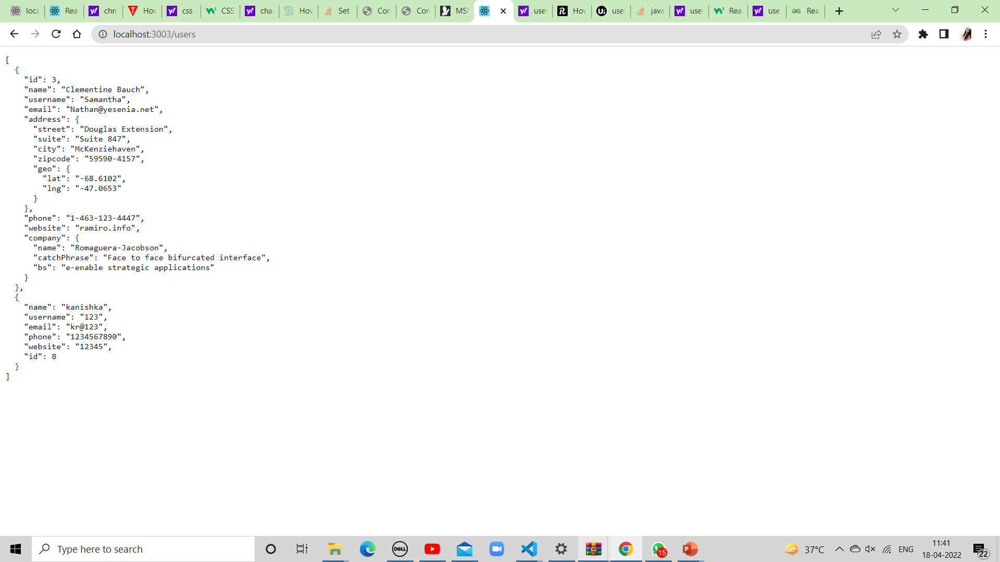 loca
Rea
chn
How
css
CSS
char
How
Set
Con
Con
MSI
use
How
use
java
use
Rea
use
Rea
localhost:3003/users
[
  {
    "id": 3,
    "name": "Clementine Bauch",
    "username": "Samantha",
    "email": "Nathan@yesenia.net",
    "address": {
      "street": "Douglas Extension",
      "suite": "Suite 847",
      "city": "McKenziehaven",
      "zipcode": "59590-4157",
      "geo": {
        "lat": "-68.6102",
        "lng": "-47.0653"
      }
    },
    "phone": "1-463-123-4447",
    "website": "ramiro.info",
    "company": {
      "name": "Romaguera-Jacobson",
      "catchPhrase": "Face to face bifurcated interface",
      "bs": "e-enable strategic applications"
    }
  },
  {
    "name": "kanishka",
    "username": "123",
    "email": "kr@123",
    "phone": "1234567890",
    "website": "12345",
    "id": 8
  }
]
Type here to search
DELL
15
37°C
ENG
11:41
18-04-2022
22